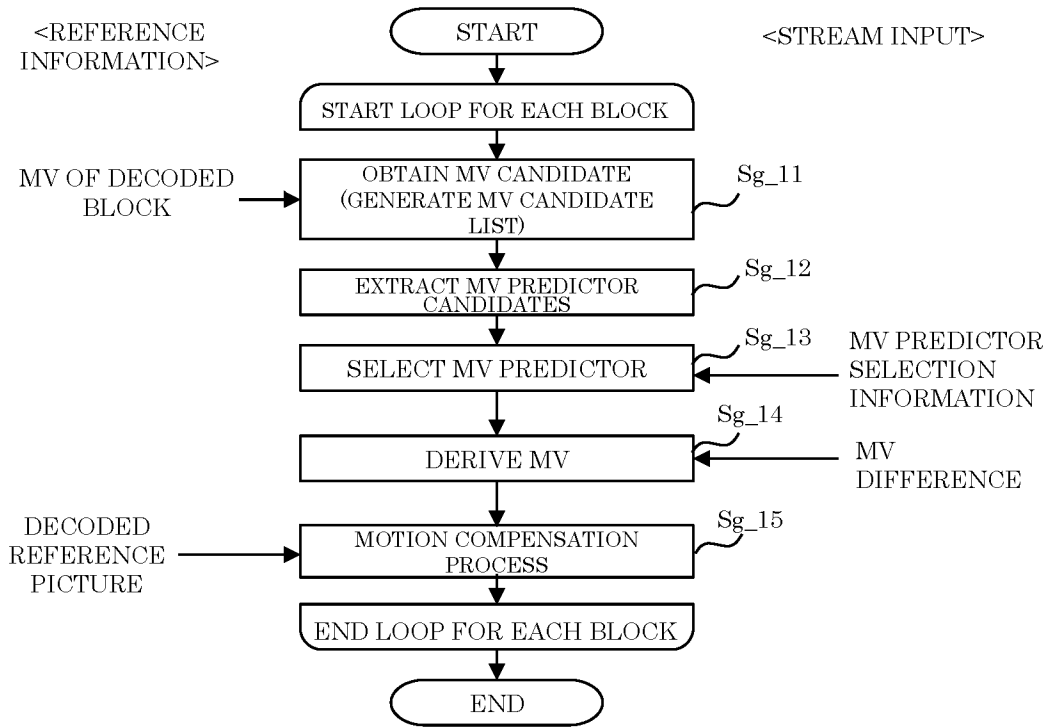 <REFERENCE
INFORMATION>
START
<STREAM INPUT>
START LOOP FOR EACH BLOCK
MV OF DECODED
BLOCK
OBTAIN MV CANDIDATE
(GENERATE MV CANDIDATE
LIST)
Sg_11
EXTRACT MV PREDICTOR
CANDIDATES
Sg_12
SELECT MV PREDICTOR
Sg_13
MV PREDICTOR
SELECTION
INFORMATION
DERIVE MV
Sg_14
MV
DIFFERENCE
DECODED
REFERENCE
PICTURE
MOTION COMPENSATION
PROCESS
Sg_15
END LOOP FOR EACH BLOCK
END